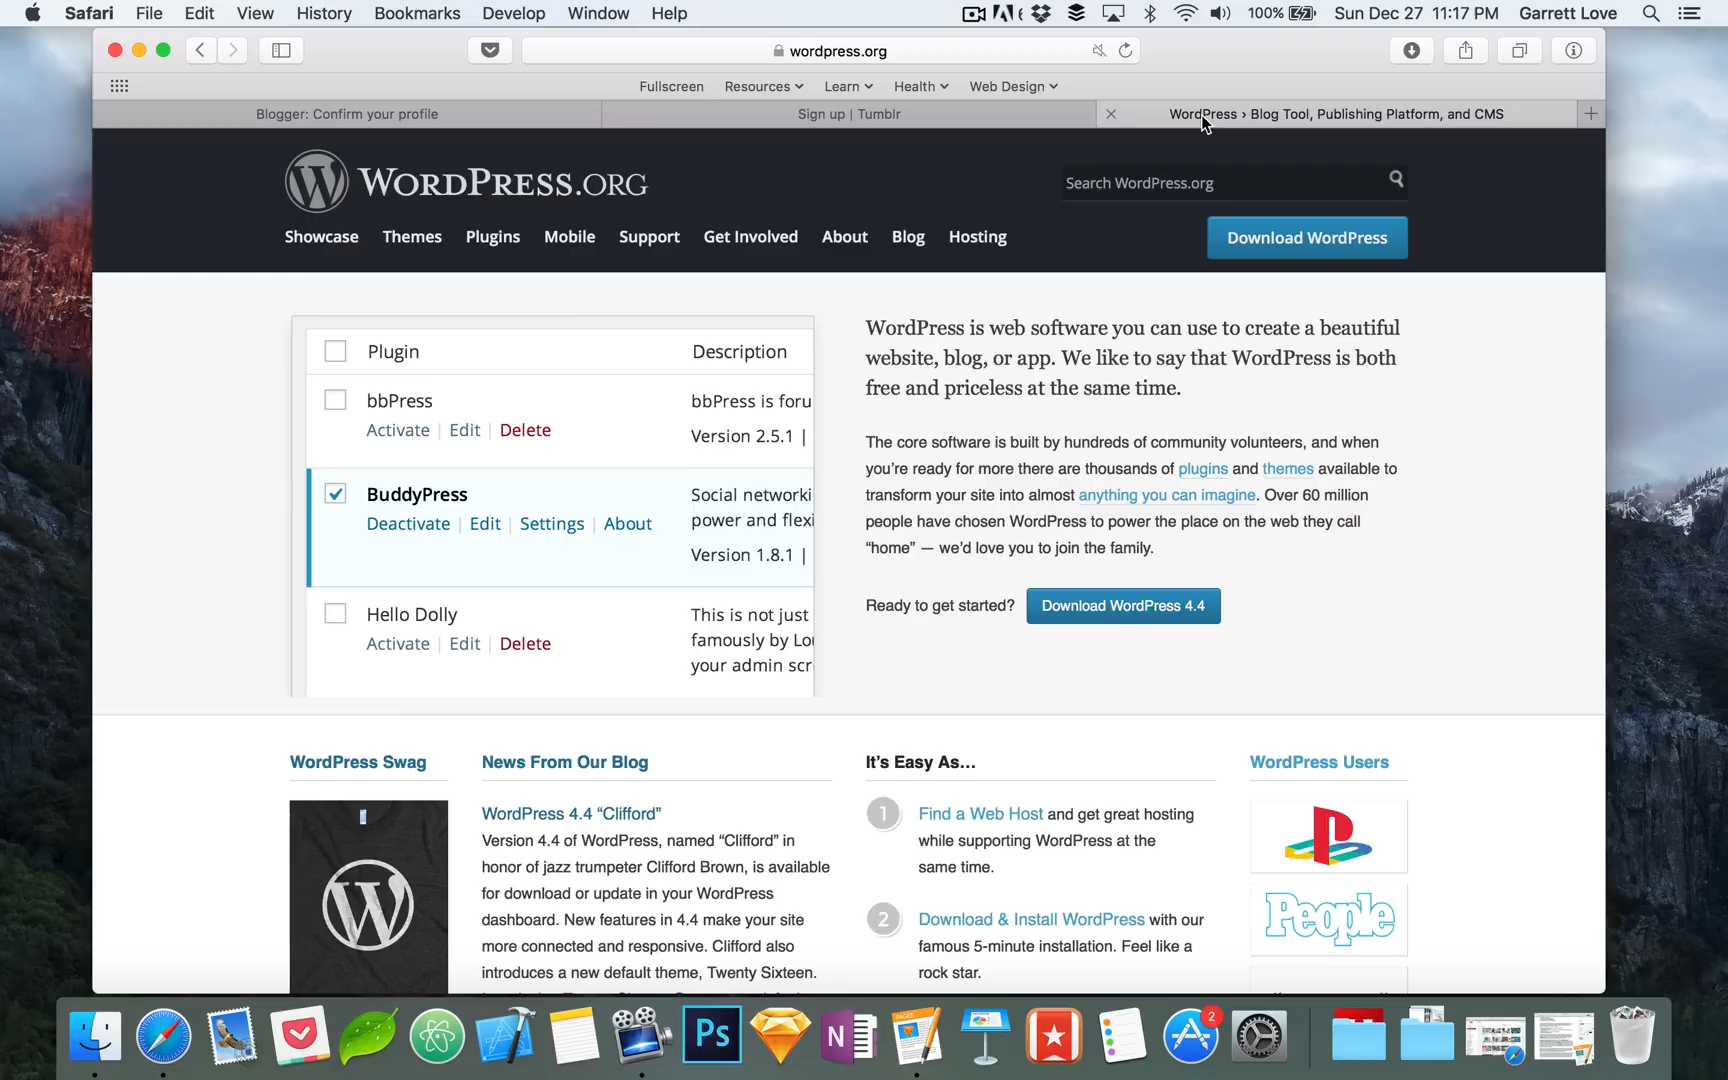 Safari File Edit View History Bookmarks Develop Window Help
100% Sun Dec 27 11:17 PM Garrett Love
wordpress.org
Fullscreen Resources Learn Health Web Design
Blogger: Confirm your profile
Sign up | Tumblr
WordPress › Blog Tool, Publishing Platform, and CMS
WORDPRESS.ORG
Search WordPress.org
Showcase Themes Plugins Mobile Support Get Involved About Blog Hosting
Download WordPress
Plugin Description
bbPress bbPress is foru
Activate | Edit | Delete
Version 2.5.1 |
BuddyPress Social networki
Deactivate | Edit | Settings | About power and flexi
Version 1.8.1 |
Hello Dolly This is not just
Activate | Edit | Delete famously by Lou
your admin scr
WordPress is web software you can use to create a beautiful
website, blog, or app. We like to say that WordPress is both
free and priceless at the same time.
The core software is built by hundreds of community volunteers, and when
you’re ready for more there are thousands of plugins and themes available to
transform your site into almost anything you can imagine. Over 60 million
people have chosen WordPress to power the place on the web they call
“home” — we’d love you to join the family.
Ready to get started? Download WordPress 4.4
WordPress Swag
News From Our Blog
WordPress 4.4 “Clifford”
Version 4.4 of WordPress, named “Clifford” in
honor of jazz trumpeter Clifford Brown, is available
for download or update in your WordPress
dashboard. New features in 4.4 make your site
more connected and responsive. Clifford also
introduces a new default theme, Twenty Sixteen.
It’s Easy As…
1 Find a Web Host and get great hosting
while supporting WordPress at the
same time.
2 Download & Install WordPress with our
famous 5-minute installation. Feel like a
rock star.
WordPress Users
People
Ps
N
2